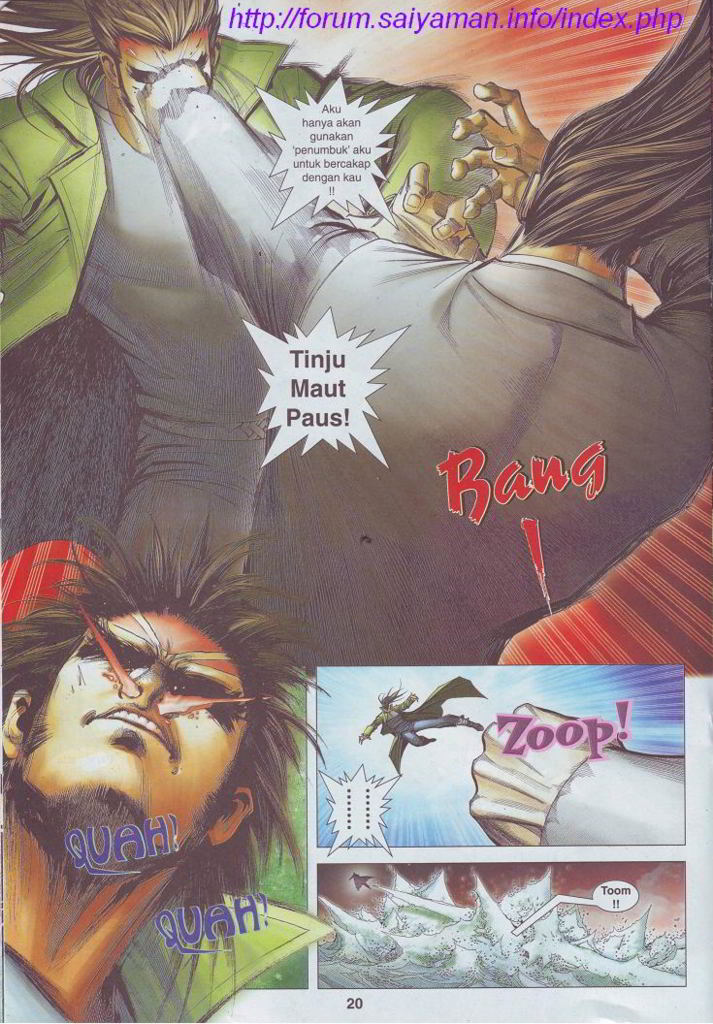 http://forum.saiyaman.info/index.php
Aku
hanya akan
gunakan
'penumbuk' aku
untuk bercakap
dengan kau
!!
Tinju
Maut
Paus!
Bang
!
Zoop!
QUAH!
QUAH!
Toom
!!
20